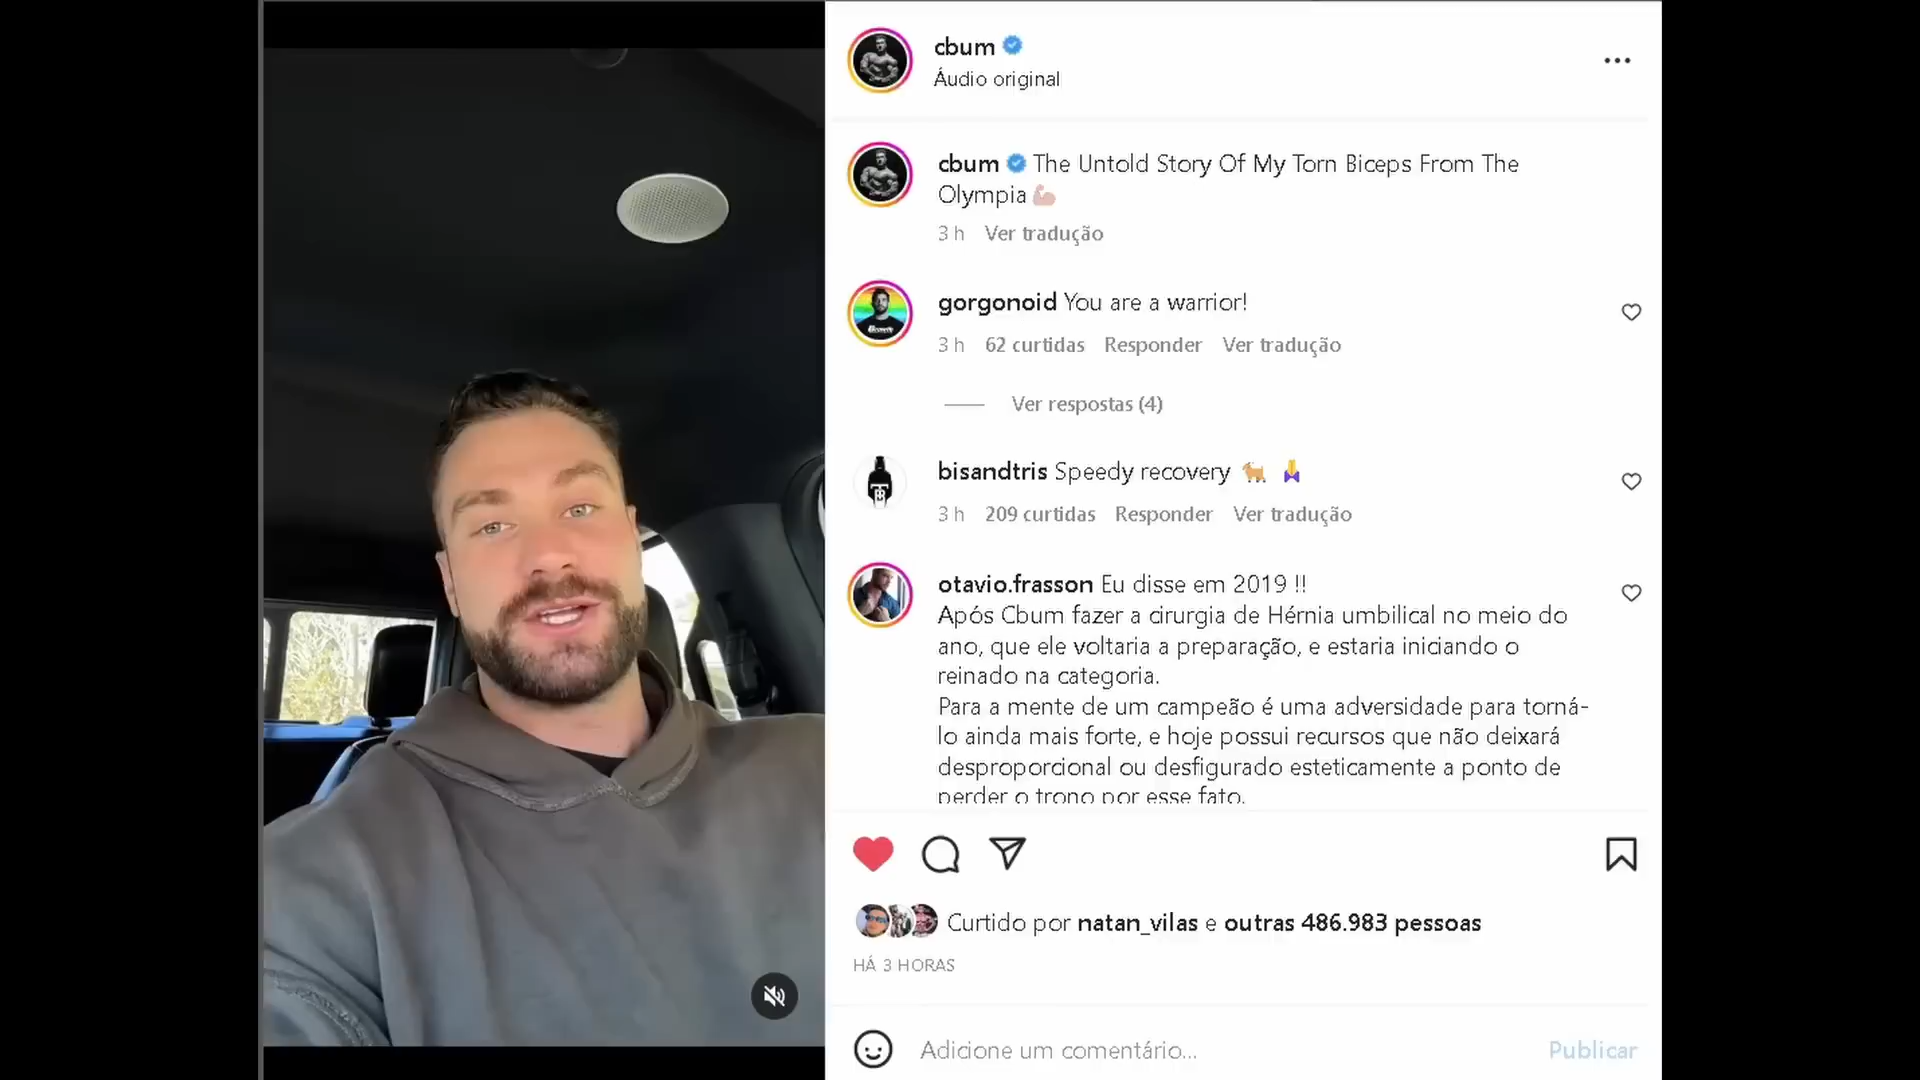 cbum
Áudio original
cbum The Untold Story Of My Torn Biceps From The
Olympia
3 h Ver tradução
gorgonoid You are a warrior!
3 h 62 curtidas Responder Ver tradução
Ver respostas (4)
bisandtris Speedy recovery
3 h 209 curtidas Responder Ver tradução
otavio.frasson Eu disse em 2019 !!
Após Cbum fazer a cirurgia de Hérnia umbilical no meio do
ano, que ele voltaria a preparação, e estaria iniciando o
reinado na categoria.
Para a mente de um campeão é uma adversidade para torná-
lo ainda mais forte, e hoje possui recursos que não deixará
desproporcional ou desfigurado esteticamente a ponto de
perder o trono por esse fato.
Curtido por natan_vilas e outras 486.983 pessoas
HÁ 3 HORAS
Adicione um comentário...
Publicar